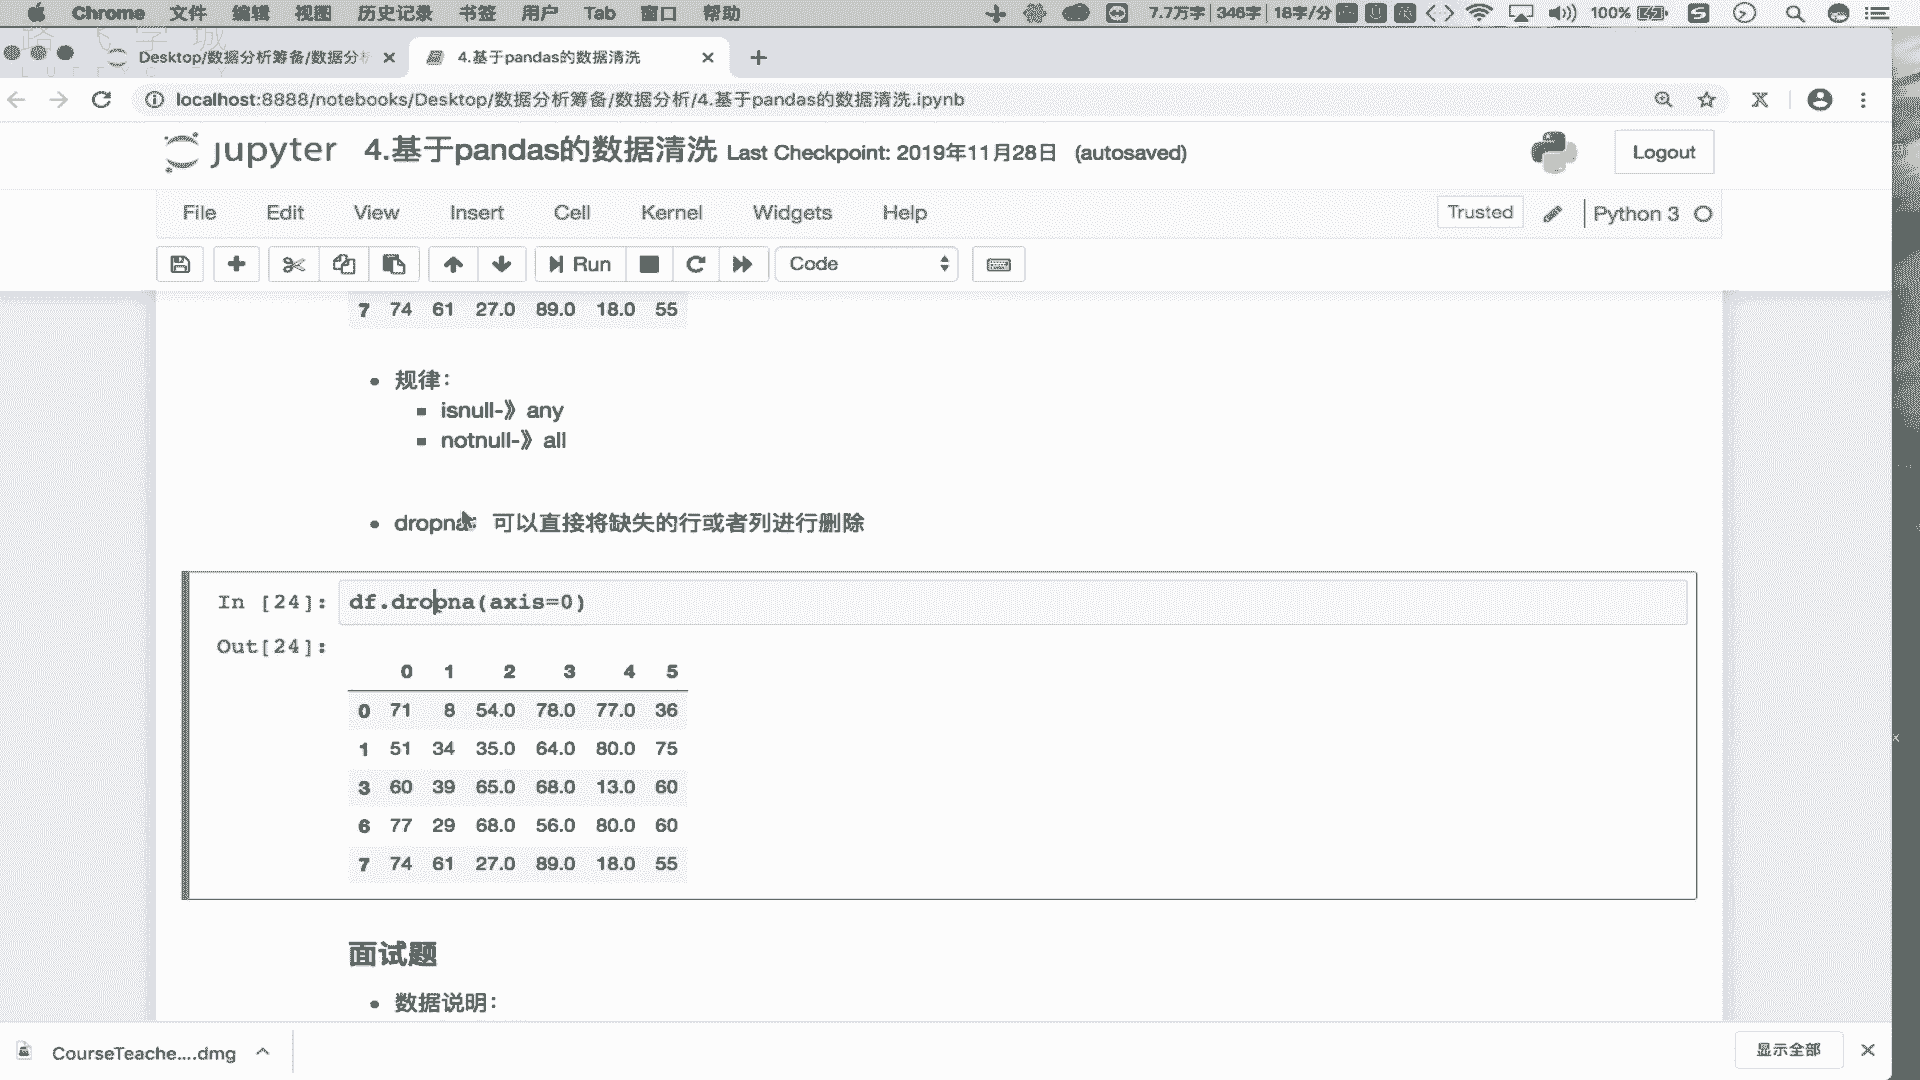 Chrome 文件 编辑 视图 历史记录 书签 用户 Tab 窗口 帮助 7.7万字 346字 18字/分 100%
Desktop/数据分析筹备/数据分 4.基于pandas的数据清洗
localhost:8888/notebooks/Desktop/数据分析筹备/数据分析/4.基于pandas的数据清洗.ipynb
jupyter 4.基于pandas的数据清洗 Last Checkpoint: 2019年11月28日 (autosaved) Logout
File Edit View Insert Cell Kernel Widgets Help Trusted Python 3
Run Code
7 74 61 27.0 89.0 18.0 55
规律：
isnull-》any
notnull-》all
dropna： 可以直接将缺失的行或者列进行删除
In [24]: df.dropna(axis=0)
Out[24]:
0 1 2 3 4 5
0 71 8 54.0 78.0 77.0 36
1 51 34 35.0 64.0 80.0 75
3 60 39 65.0 68.0 13.0 60
6 77 29 68.0 56.0 80.0 60
7 74 61 27.0 89.0 18.0 55
面试题
数据说明：
CourseTeache....dmg 显示全部